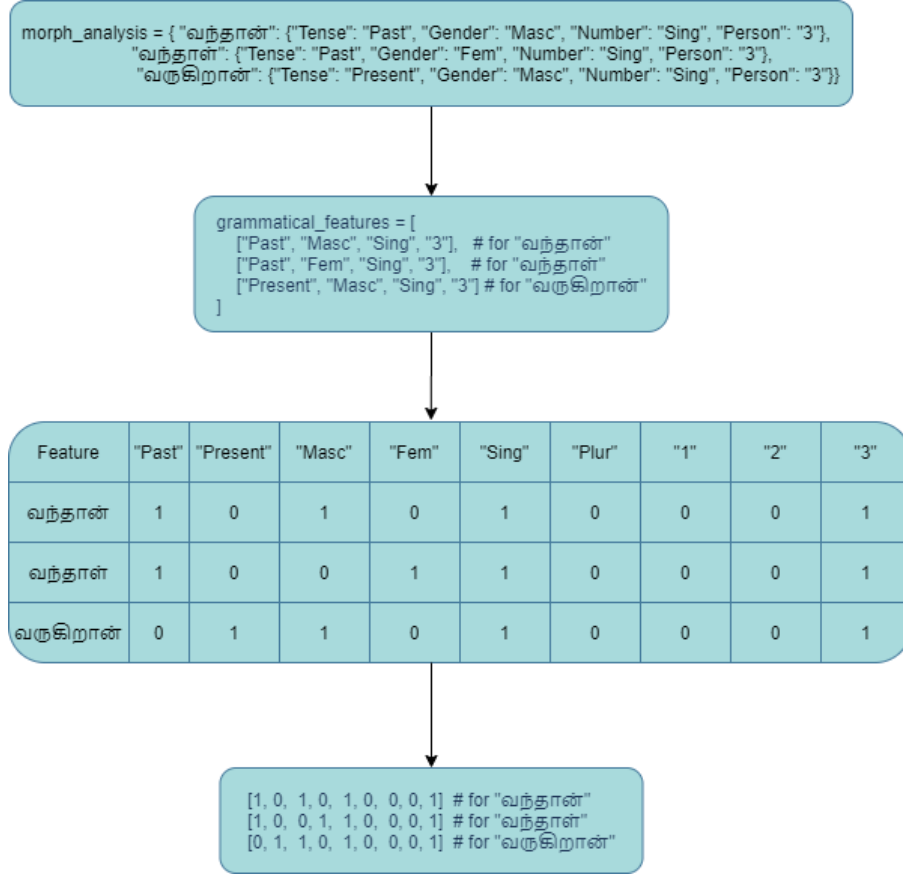 morph_analysis = { "வந்தான்": {"Tense": "Past", "Gender": "Masc", "Number": "Sing", "Person": "3"},
"வந்தாள்": {"Tense": "Past", "Gender": "Fem", "Number": "Sing", "Person": "3"},
"வருகிறான்": {"Tense": "Present", "Gender": "Masc", "Number": "Sing", "Person": "3"}}
grammatical_features = [
["Past", "Masc", "Sing", "3"], # for "வந்தான்"
["Past", "Fem", "Sing", "3"], # for "வந்தாள்"
["Present", "Masc", "Sing", "3"] # for "வருகிறான்"
]
Feature "Past" "Present" "Masc" "Fem" "Sing" "Plur" "1" "2" "3"
வந்தான் 1 0 1 0 1 0 0 0 1
வந்தாள் 1 0 0 1 1 0 0 0 1
வருகிறான் 0 1 1 0 1 0 0 0 1
[1, 0, 1, 0, 1, 0, 0, 0, 1] # for "வந்தான்"
[1, 0, 0, 1, 1, 0, 0, 0, 1] # for "வந்தாள்"
[0, 1, 1, 0, 1, 0, 0, 0, 1] # for "வருகிறான்"